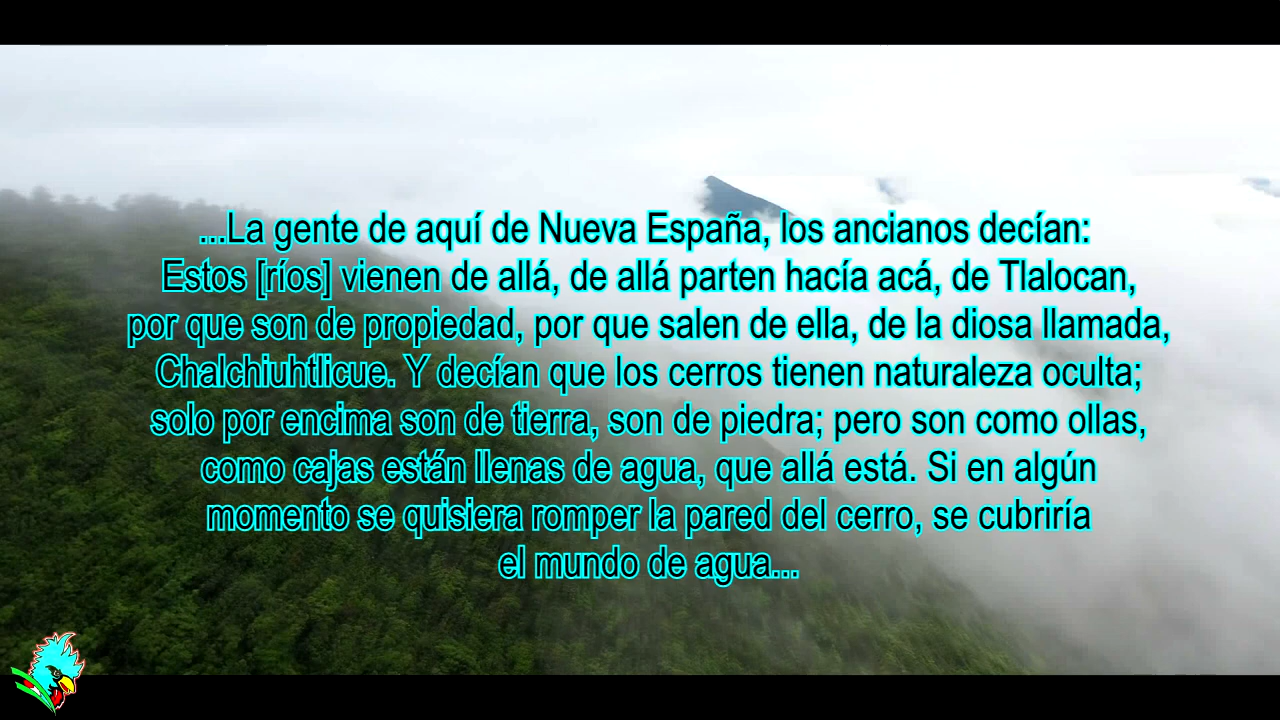 ...La gente de aquí de Nueva España, los ancianos decían:
Estos [ríos] vienen de allá, de allá parten hacía acá, de Tlalocan,
por que son de propiedad, por que salen de ella, de la diosa llamada,
Chalchiuhtlicue. Y decían que los cerros tienen naturaleza oculta;
solo por encima son de tierra, son de piedra; pero son como ollas,
como cajas están llenas de agua, que allá está. Si en algún
momento se quisiera romper la pared del cerro, se cubriría
el mundo de agua...